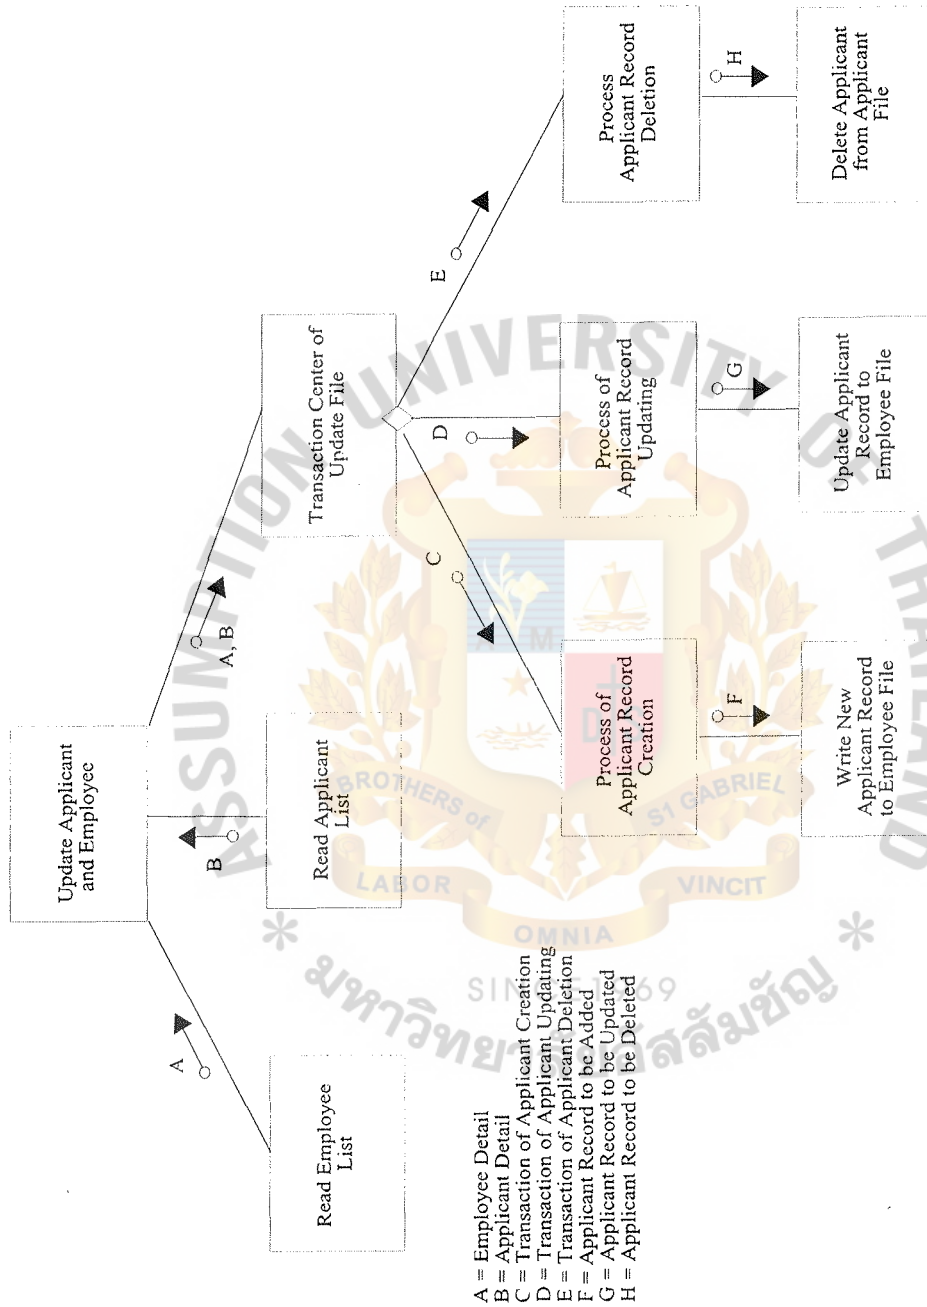 Update Applicant
and Employee
A
B
A, B
Read Employee
List
Read Applicant
List
Transaction Center of
Update File
C
D
E
Process of
Applicant Record
Creation
Process of
Applicant Record
Updating
Process
Applicant Record
Deletion
F
G
H
Write New
Applicant Record
to Employee File
Update Applicant
Record to
Employee File
Delete Applicant
from Applicant
File
A = Employee Detail
B = Applicant Detail
C = Transaction of Applicant Creation
D = Transaction of Applicant Updating
E = Transaction of Applicant Deletion
F = Applicant Record to be Added
G = Applicant Record to be Updated
H = Applicant Record to be Deleted
ASSUMPTION UNIVERSITY OF THAILAND
BROTHERS of
ST GABRIEL
LABOR
OMNIA
VINCIT